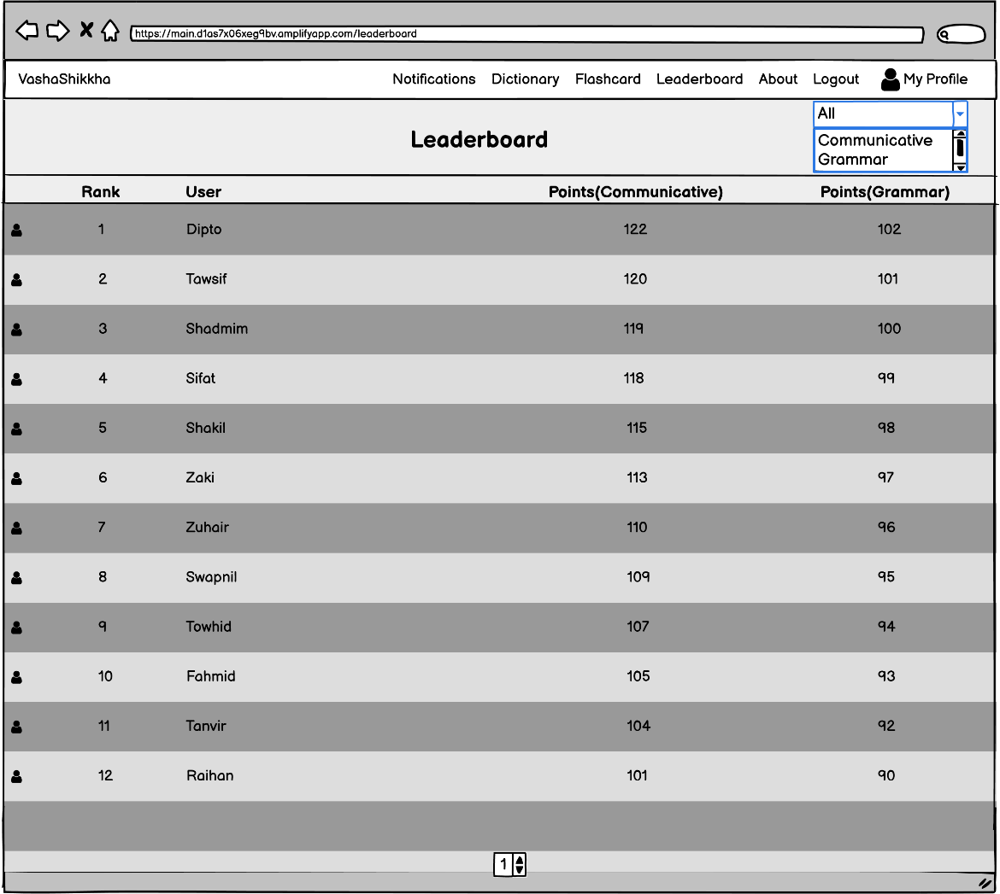 https://main.d1as7x06xeg9bv.amplifyapp.com/leaderboard
VashaShikkha Notifications Dictionary Flashcard Leaderboard About Logout My Profile
All
Leaderboard
Communicative
Grammar
Rank User Points(Communicative) Points(Grammar)
1 Dipto 122 102
2 Tawsif 120 101
3 Shadmim 119 100
4 Sifat 118 99
5 Shakil 115 98
6 Zaki 113 97
7 Zuhair 110 96
8 Swapnil 109 95
9 Towhid 107 94
10 Fahmid 105 93
11 Tanvir 104 92
12 Raihan 101 90
1